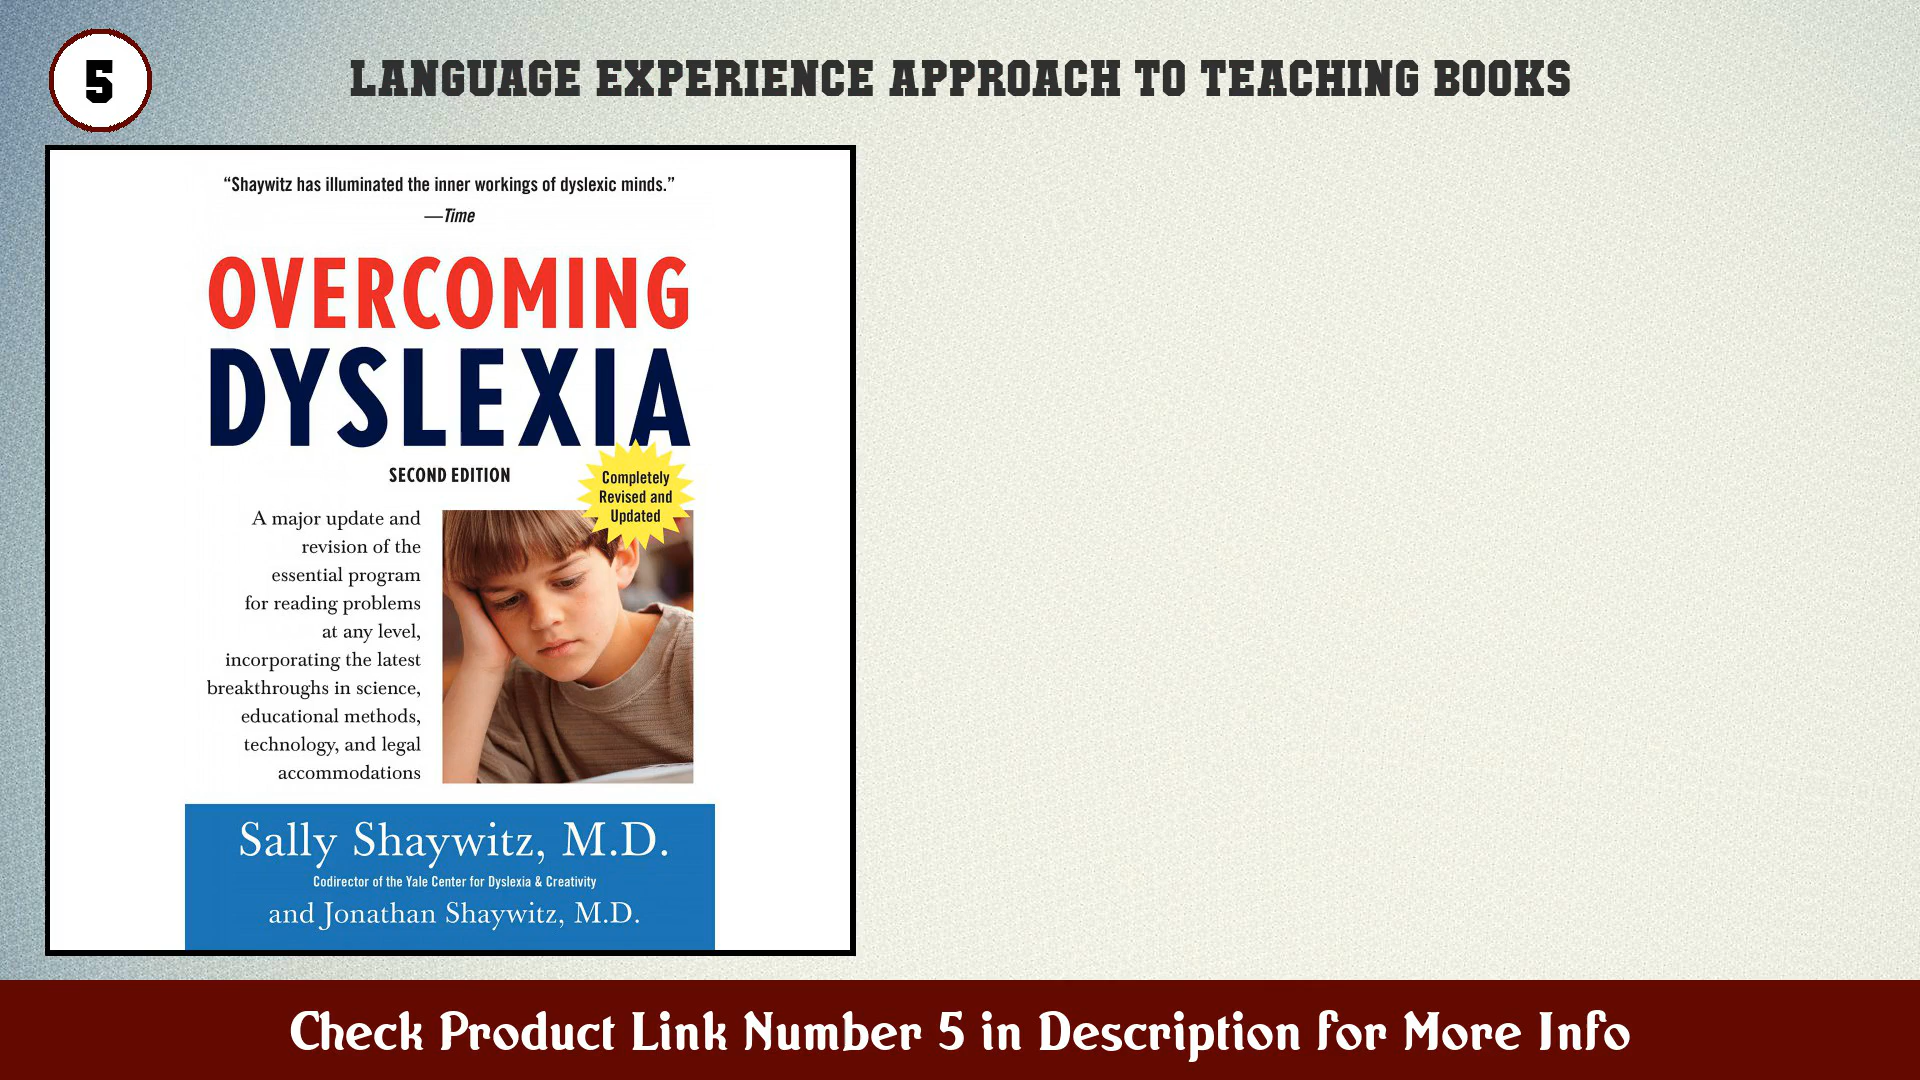 5
LANGUAGE EXPERIENCE APPROACH TO TEACHING BOOKS
“Shaywitz has illuminated the inner workings of dyslexic minds.”
—Time
OVERCOMING
DYSLEXIA
SECOND EDITION
Completely
Revised and
Updated
A major update and
revision of the
essential program
for reading problems
at any level,
incorporating the latest
breakthroughs in science,
educational methods,
technology, and legal
accommodations
Sally Shaywitz, M.D.
Codirector of the Yale Center for Dyslexia & Creativity
and Jonathan Shaywitz, M.D.
Check Product Link Number 5 in Description for More Info